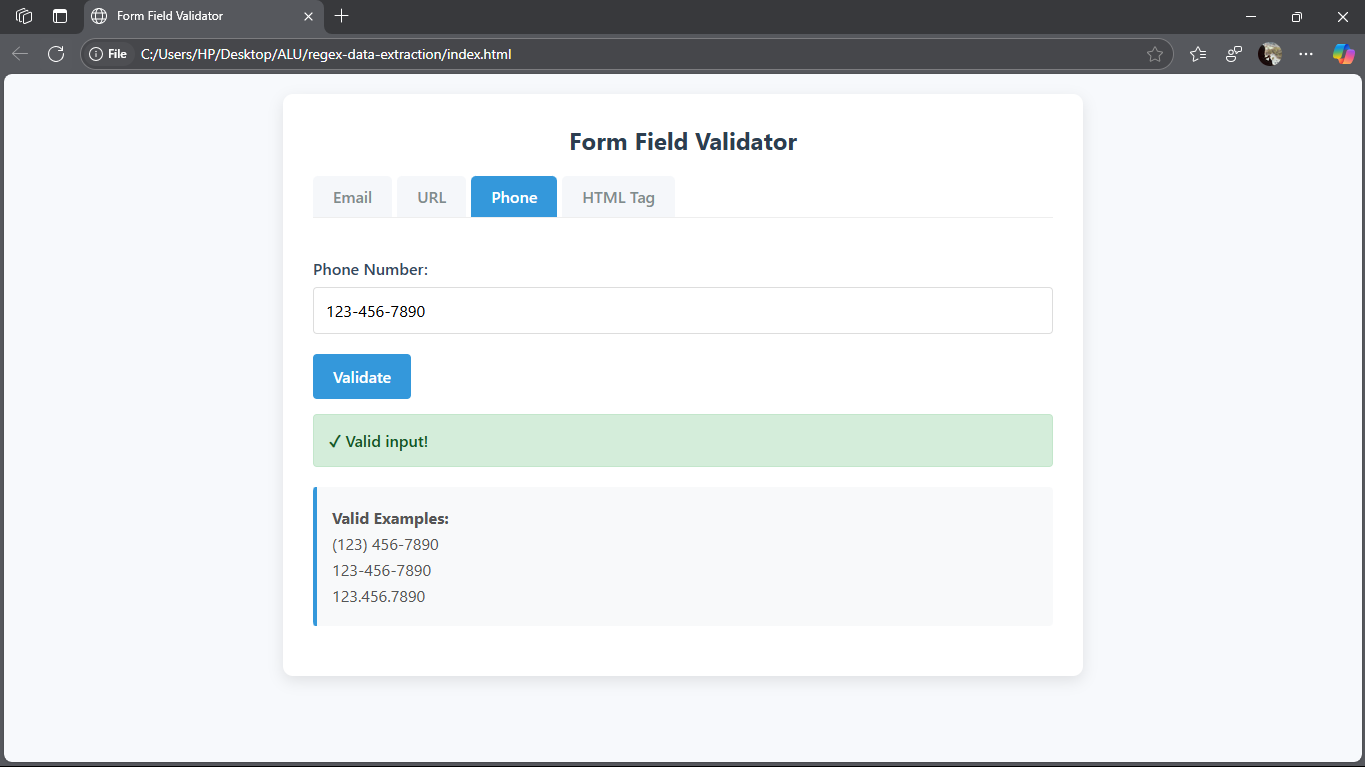 Form Field Validator
File C:/Users/HP/Desktop/ALU/regex-data-extraction/index.html
Form Field Validator
Email URL Phone HTML Tag
Phone Number:
123-456-7890
Validate
✓ Valid input!
Valid Examples:
(123) 456-7890
123-456-7890
123.456.7890